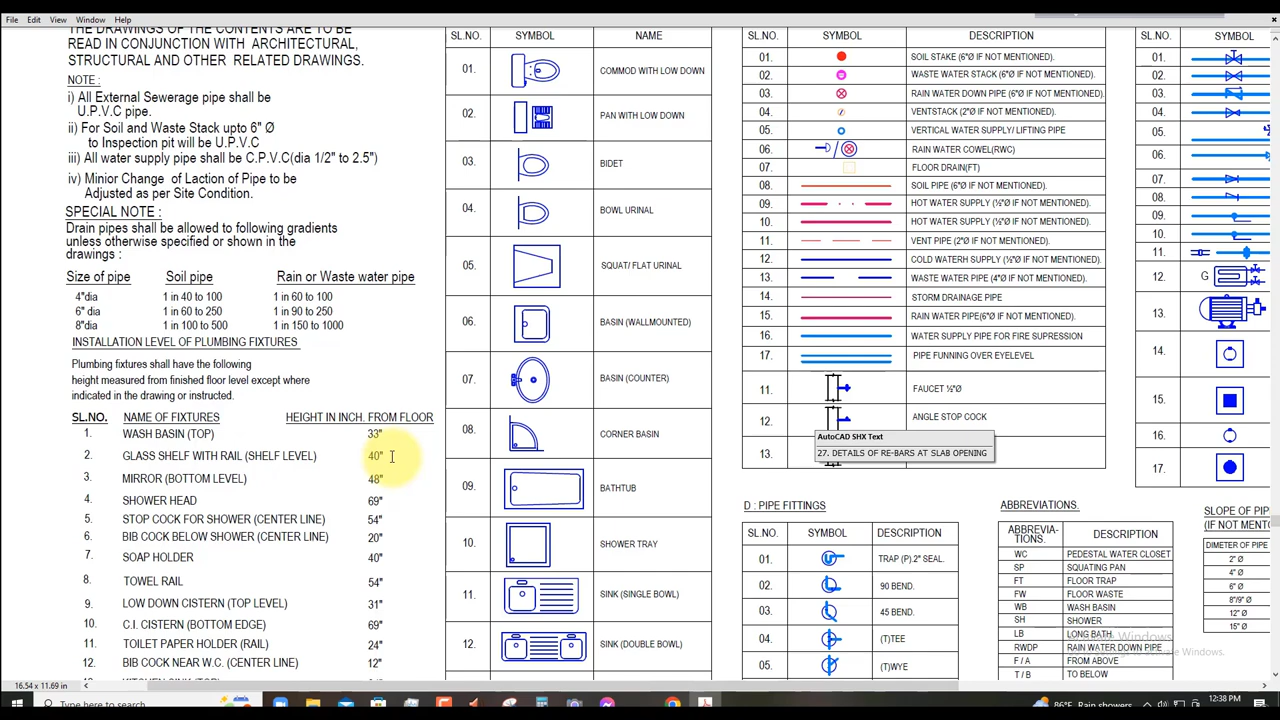 File Edit View Window Help
THE DRAWINGS OF THE CONTENTS ARE TO BE
READ IN CONJUNCTION WITH ARCHITECTURAL,
STRUCTURAL AND OTHER RELATED DRAWINGS.
NOTE :
i) All External Sewerage pipe shall be
U.P.V.C pipe.
ii) For Soil and Waste Stack upto 6" Ø
to Inspection pit will be U.P.V.C
iii) All water supply pipe shall be C.P.V.C(dia 1/2" to 2.5")
iv) Minior Change of Laction of Pipe to be
Adjusted as per Site Condition.
SPECIAL NOTE :
Drain pipes shall be allowed to following gradients
unless otherwise specified or shown in the
drawings :
Size of pipe Soil pipe Rain or Waste water pipe
4"dia 1 in 40 to 100 1 in 60 to 100
6" dia 1 in 60 to 250 1 in 90 to 250
8"dia 1 in 100 to 500 1 in 150 to 1000
INSTALLATION LEVEL OF PLUMBING FIXTURES
Plumbing fixtures shall have the following
height measured from finished floor level except where
indicated in the drawing or instructed.
SL.NO. NAME OF FIXTURES HEIGHT IN INCH. FROM FLOOR
1. WASH BASIN (TOP) 33"
2. GLASS SHELF WITH RAIL (SHELF LEVEL) 40"
3. MIRROR (BOTTOM LEVEL) 48"
4. SHOWER HEAD 69"
5. STOP COCK FOR SHOWER (CENTER LINE) 54"
6. BIB COCK BELOW SHOWER (CENTER LINE) 20"
7. SOAP HOLDER 40"
8. TOWEL RAIL 54"
9. LOW DOWN CISTERN (TOP LEVEL) 31"
10. C.I. CISTERN (BOTTOM EDGE) 69"
11. TOILET PAPER HOLDER (RAIL) 24"
12. BIB COCK NEAR W.C. (CENTER LINE) 12"
SL.NO. SYMBOL NAME
01. COMMOD WITH LOW DOWN
02. PAN WITH LOW DOWN
03. BIDET
04. BOWL URINAL
05. SQUAT/ FLAT URINAL
06. BASIN (WALLMOUNTED)
07. BASIN (COUNTER)
08. CORNER BASIN
09. BATHTUB
10. SHOWER TRAY
11. SINK (SINGLE BOWL)
12. SINK (DOUBLE BOWL)
SL.NO. SYMBOL DESCRIPTION
01. SOIL STAKE (6"Ø IF NOT MENTIONED).
02. WASTE WATER STACK (6"Ø IF NOT MENTIONED).
03. RAIN WATER DOWN PIPE (6"Ø IF NOT MENTIONED).
04. VENTSTACK (2"Ø IF NOT MENTIONED).
05. VERTICAL WATER SUPPLY/ LIFTING PIPE
06. RAIN WATER COWEL(RWC)
07. FLOOR DRAIN(FT)
08. SOIL PIPE (6"Ø IF NOT MENTIONED).
09. HOT WATER SUPPLY (½"Ø IF NOT MENTIONED).
10. HOT WATER SUPPLY (½"Ø IF NOT MENTIONED).
11. VENT PIPE (2"Ø IF NOT MENTIONED).
12. COLD WATERH SUPPLY (½"Ø IF NOT MENTIONED).
13. WASTE WATER PIPE (4"Ø IF NOT MENTIONED).
14. STORM DRAINAGE PIPE
15. RAIN WATER PIPE(6"Ø IF NOT MENTIONED).
16. WATER SUPPLY PIPE FOR FIRE SUPRESSION
17. PIPE FUNNING OVER EYELEVEL
11. FAUCET ½"Ø
12. ANGLE STOP COCK
13.
AutoCAD SHX Text
27. DETAILS OF RE-BARS AT SLAB OPENING
D : PIPE FITTINGS
SL.NO. SYMBOL DESCRIPTION
01. TRAP (P).2" SEAL.
02. 90 BEND.
03. 45 BEND.
04. (T)TEE
05. (T)WYE
ABBREVIATIONS.
ABBREVIA-
TIONS. DESCRIPTION
WC PEDESTAL WATER CLOSET
SP SQUATING PAN
FT FLOOR TRAP
FW FLOOR WASTE
WB WASH BASIN
SH SHOWER
LB LONG BATH
RWDP RAIN WATER DOWN PIPE
F / A FROM ABOVE
T / B TO BELOW
SL.NO. SYMBOL
01.
02.
03.
04.
05.
06.
07.
08.
09.
10.
11.
12. G
13.
14.
15.
16.
17.
SLOPE OF PIP
(IF NOT MENTIO
DIMETER OF PIPE
2" Ø
4" Ø
6" Ø
8"/9" Ø
12" Ø
15" Ø
16.54 x 11.69 in
Type here to search
86°F Rain showers
12:38 PM